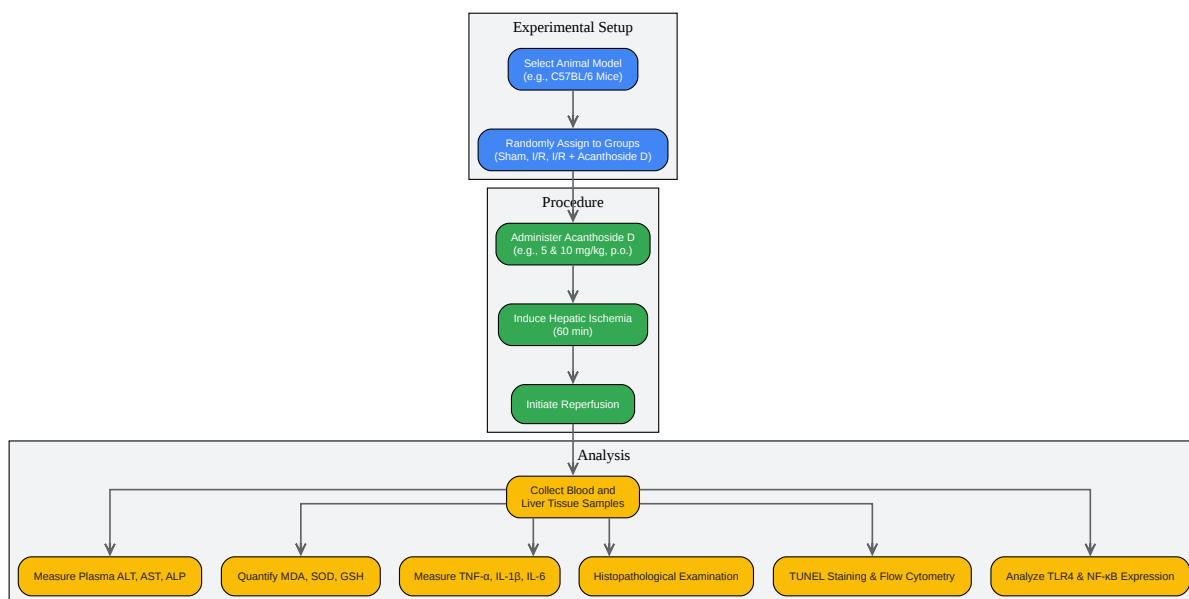 Experimental Setup
Select Animal Model
(e.g., C57BL/6 Mice)
Randomly Assign to Groups
(Sham, I/R, I/R + Acanthoside D)
Procedure
Administer Acanthoside D
(e.g., 5 & 10 mg/kg, p.o.)
Induce Hepatic Ischemia
(60 min)
Initiate Reperfusion
Analysis
Collect Blood and
Liver Tissue Samples
Measure Plasma ALT, AST, ALP
Quantify MDA, SOD, GSH
Measure TNF-α, IL-1β, IL-6
Histopathological Examination
TUNEL Staining & Flow Cytometry
Analyze TLR4 & NF-κB Expression